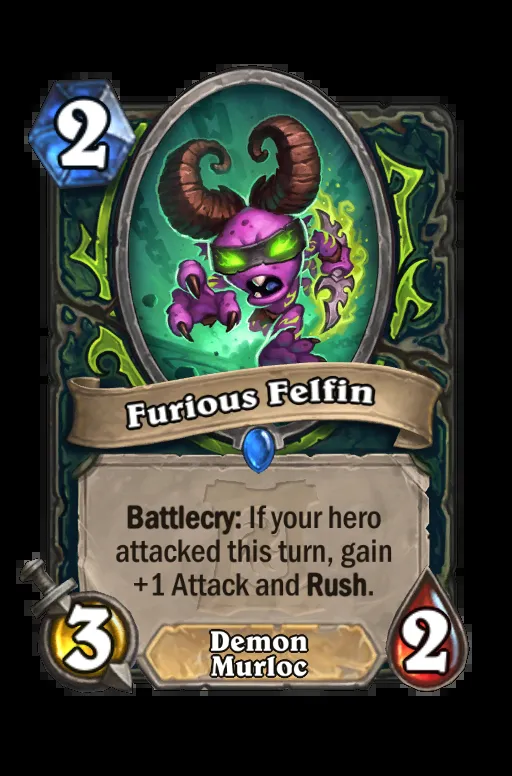 2
Furious Felfin
Battlecry: If your hero
attacked this turn, gain
+1 Attack and Rush.
3
Demon
Murloc
2